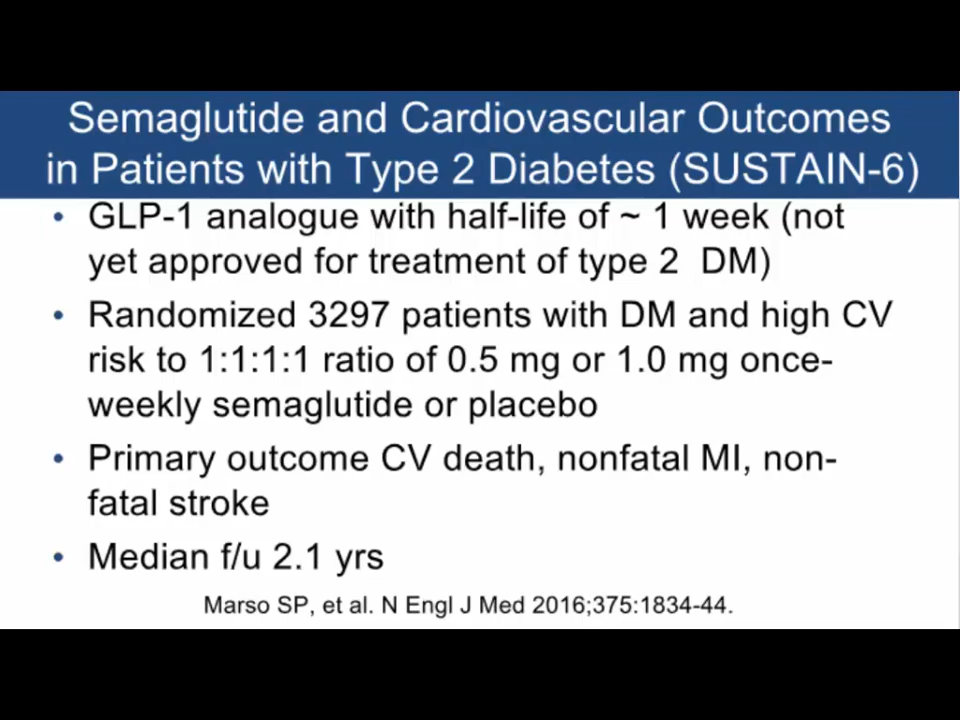 Semaglutide and Cardiovascular Outcomes
in Patients with Type 2 Diabetes (SUSTAIN-6)
• GLP-1 analogue with half-life of ~ 1 week (not
yet approved for treatment of type 2  DM)
• Randomized 3297 patients with DM and high CV
risk to 1:1:1:1 ratio of 0.5 mg or 1.0 mg once-
weekly semaglutide or placebo
• Primary outcome CV death, nonfatal MI, non-
fatal stroke
• Median f/u 2.1 yrs
Marso SP, et al. N Engl J Med 2016;375:1834-44.